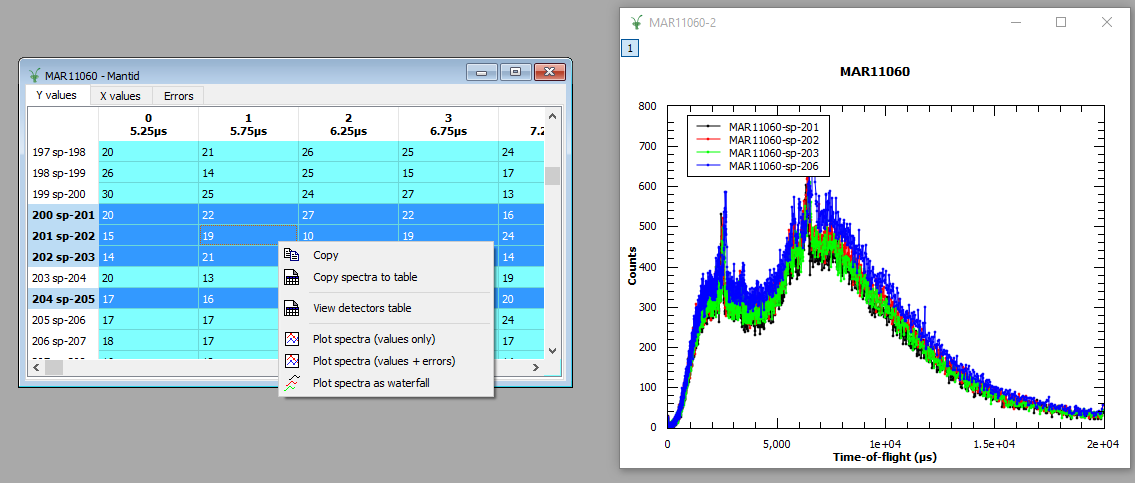 MAR11060 - Mantid
Y values X values Errors
0 1 2 3
5.25µs 5.75µs 6.25µs 6.75µs 7.2
197 sp-198 20 21 26 25 24
198 sp-199 26 14 25 15 17
199 sp-200 30 25 24 27 13
200 sp-201 20 22 27 22 16
201 sp-202 15 19 10 19 24
202 sp-203 14 21 14
203 sp-204 20 13 19
204 sp-205 17 16 20
205 sp-206 17 17 24
206 sp-207 18 17 17
Copy
Copy spectra to table
View detectors table
Plot spectra (values only)
Plot spectra (values + errors)
Plot spectra as waterfall
MAR11060-2
1
MAR11060
MAR11060-sp-201
MAR11060-sp-202
MAR11060-sp-203
MAR11060-sp-206
800
700
600
500
400
300
200
100
0
Counts
0 5,000 1e+04 1.5e+04 2e+04
Time-of-flight (µs)